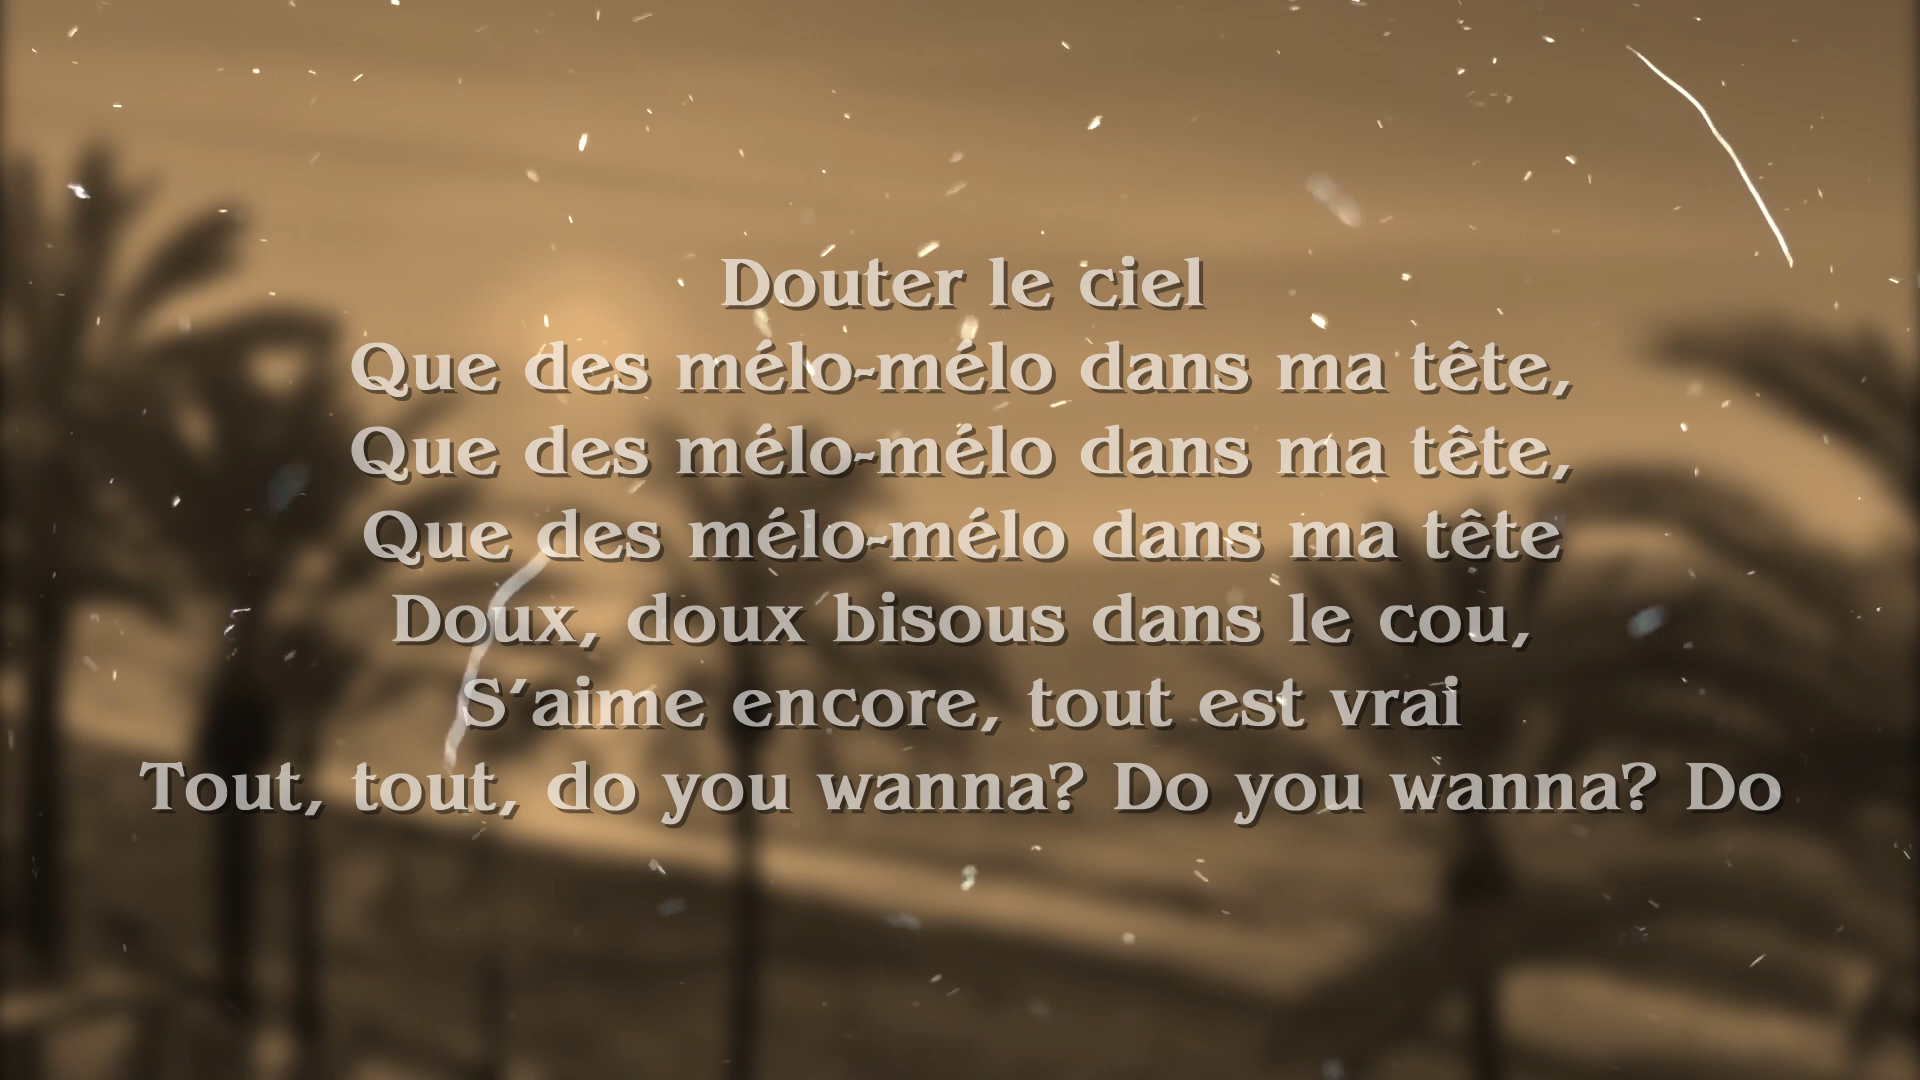 Douter le ciel
Que des mélo-mélo dans ma tête,
Que des mélo-mélo dans ma tête,
Que des mélo-mélo dans ma tête
Doux, doux bisous dans le cou,
S’aime encore, tout est vrai
Tout, tout, do you wanna? Do you wanna? Do